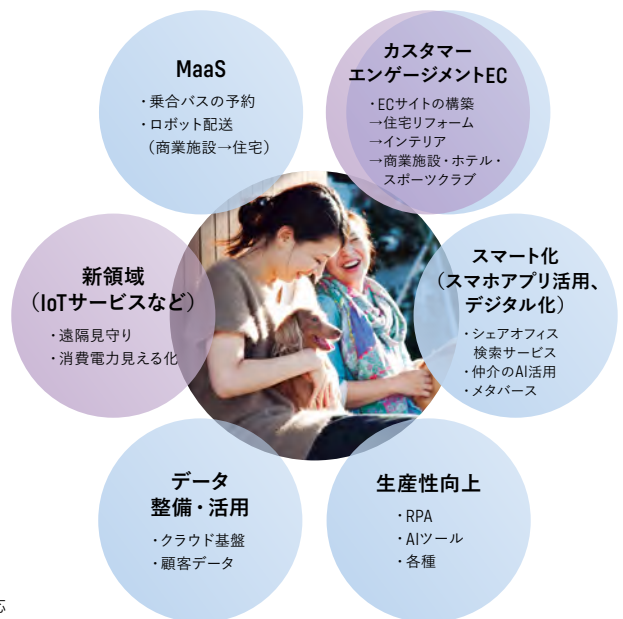 MaaS
・乗合バスの予約
・ロボット配送
（商業施設→住宅）
カスタマー
エンゲージメントEC
・ECサイトの構築
→住宅リフォーム
→インテリア
→商業施設・ホテル・
スポーツクラブ
新領域
（IoTサービスなど）
・遠隔見守り
・消費電力見える化
スマート化
（スマホアプリ活用、
デジタル化）
・シェアオフィス
検索サービス
・仲介のAI活用
・メタバース
データ
整備・活用
・クラウド基盤
・顧客データ
生産性向上
・RPA
・AIツール
・各種